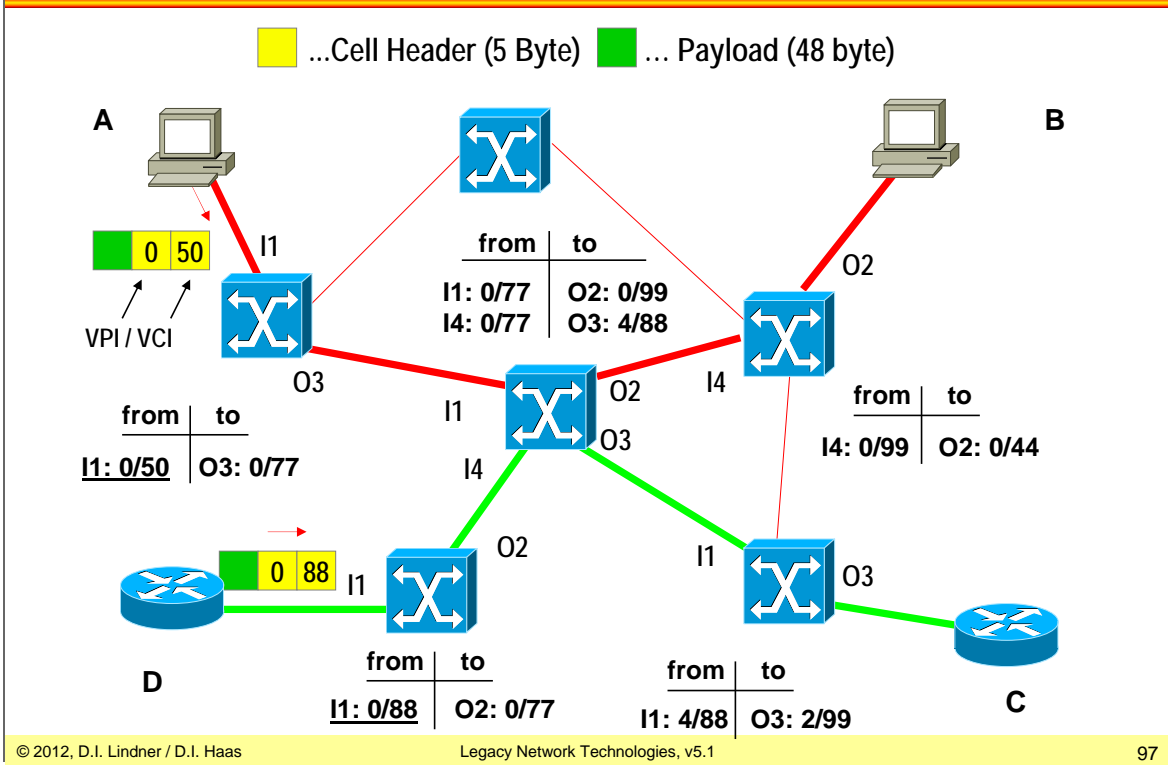 ...Cell Header (5 Byte) … Payload (48 byte)
A
B
0 50
VPI / VCI
I1
O3
from to
I1: 0/50 O3: 0/77
from to
I1: 0/77 O2: 0/99
I4: 0/77 O3: 4/88
I1
O2
O3
I4
O2
I4
from to
I4: 0/99 O2: 0/44
0 88
I1
O2
D
from to
I1: 0/88 O2: 0/77
I1
O3
C
from to
I1: 4/88 O3: 2/99
© 2012, D.I. Lindner / D.I. Haas Legacy Network Technologies, v5.1 97